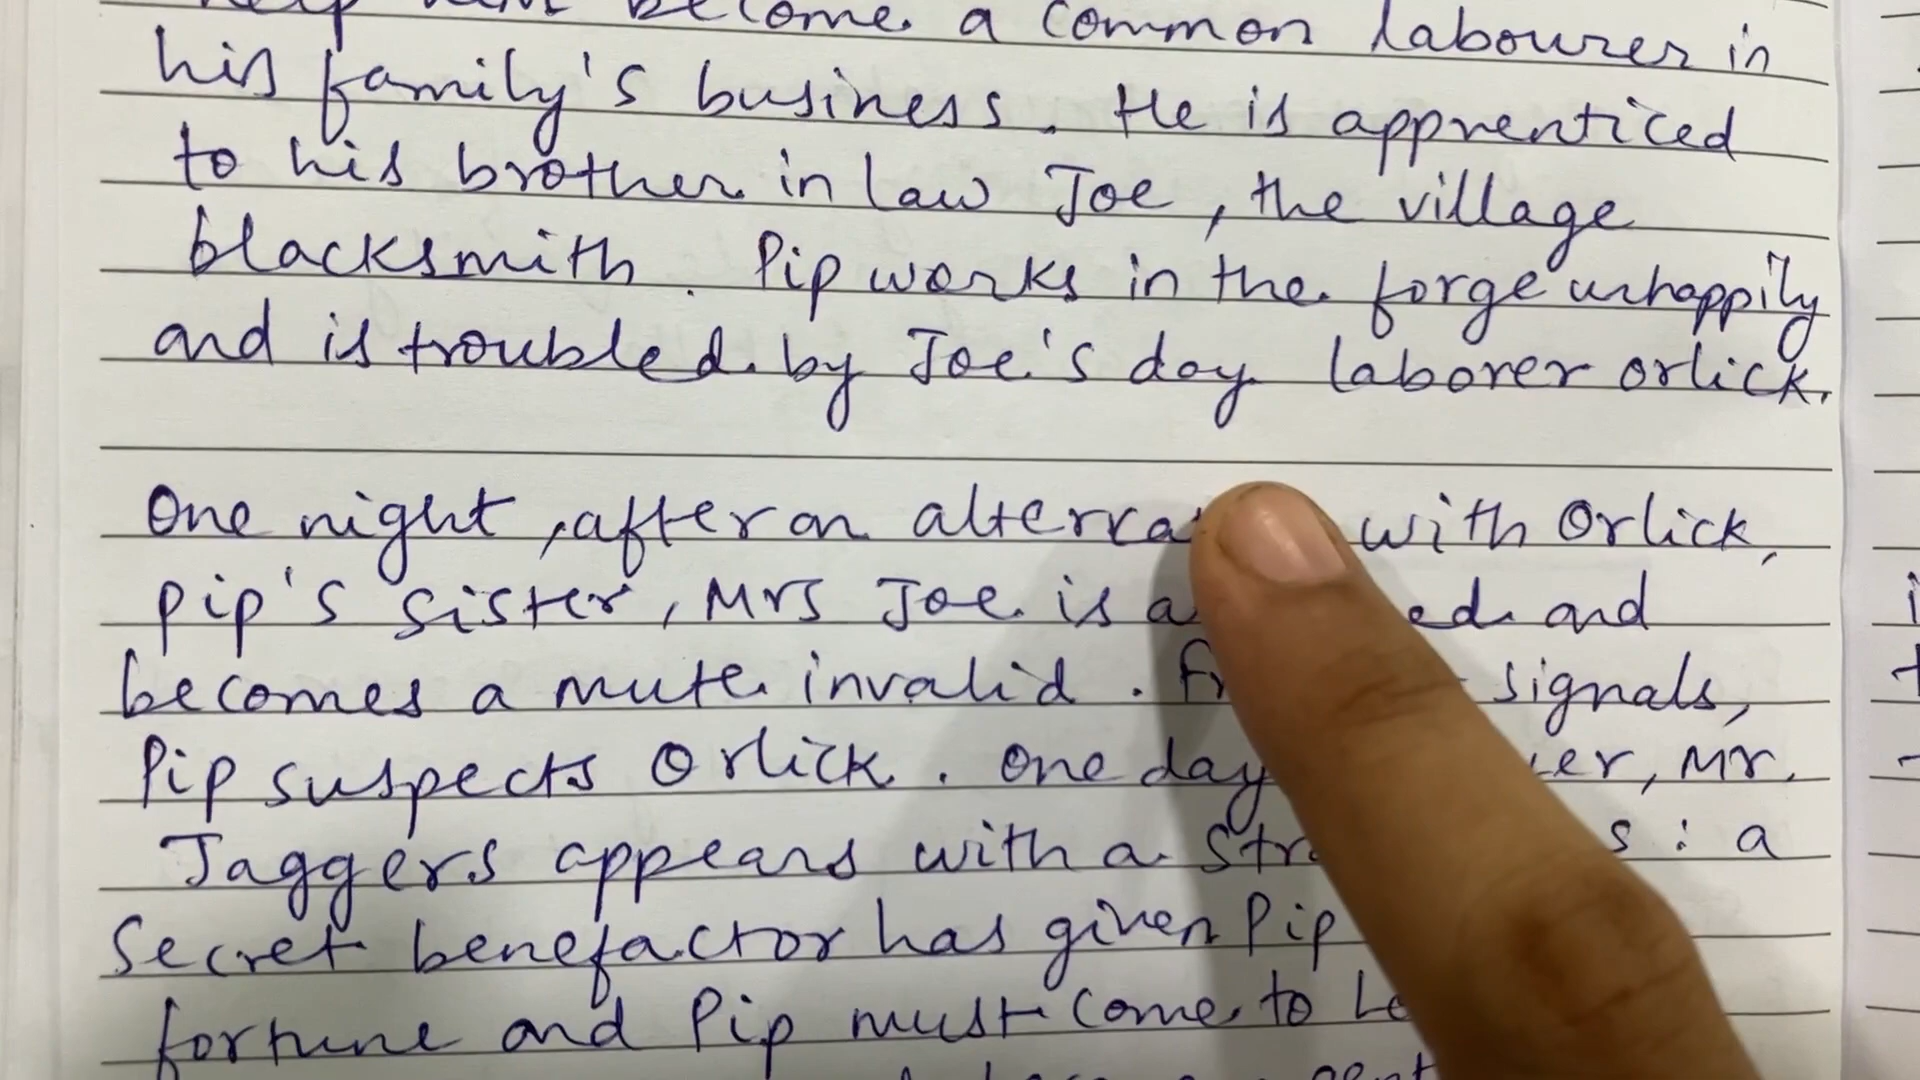 help him become a common labourer in
his family's business. He is apprenticed
to his brother in law Joe, the village
blacksmith. Pip works in the forge unhappily
and is troubled by Joe's day laborer orlick.
One night, after an with Orlick,
pip's sister, Mrs Joe is and
becomes a mute invalid. signals,
Pip suspects Orlick. One day Mr.
Jaggers appears with a : a
Secret benefactor has given Pip
fortune and Pip must come to